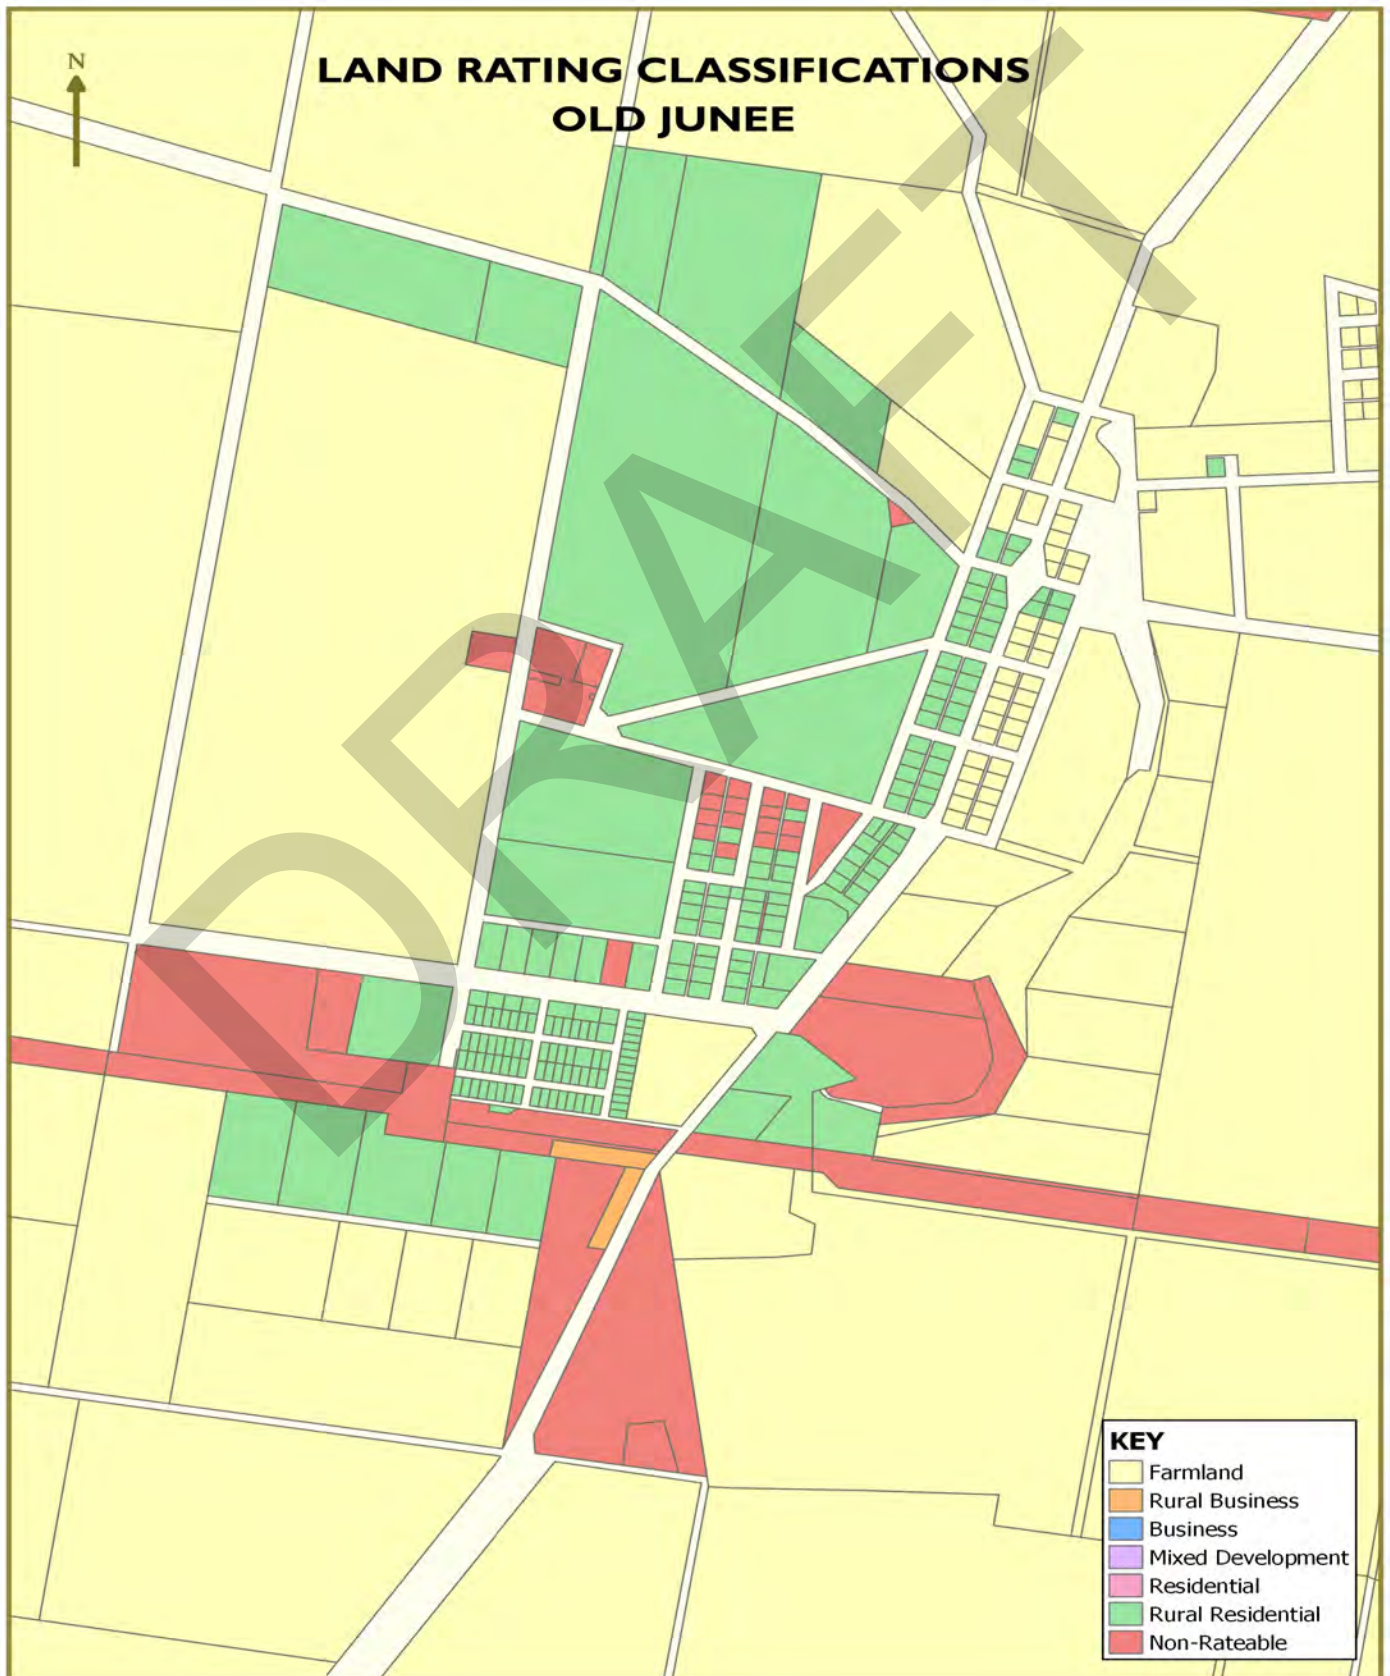 N
LAND RATING CLASSIFICATIONS
OLD JUNEE
DRAFT
KEY
Farmland
Rural Business
Business
Mixed Development
Residential
Rural Residential
Non-Rateable